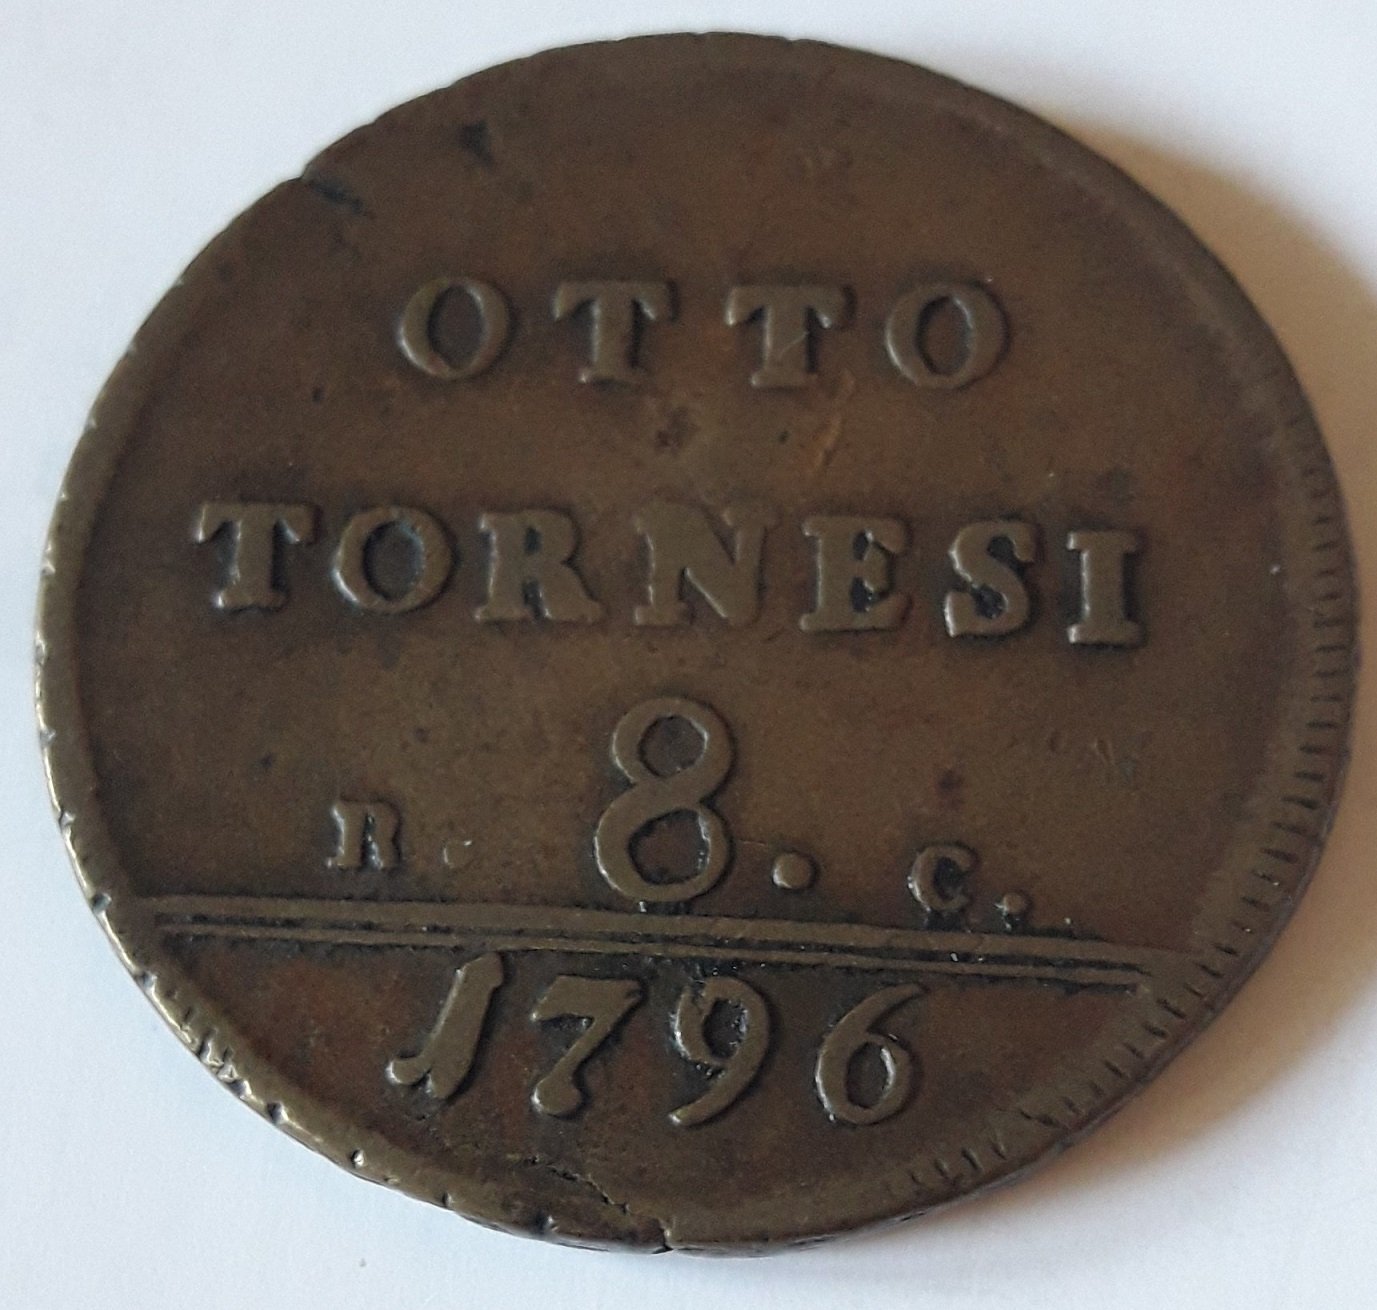 OTTO
TORNESI
R. 8. C.
1796